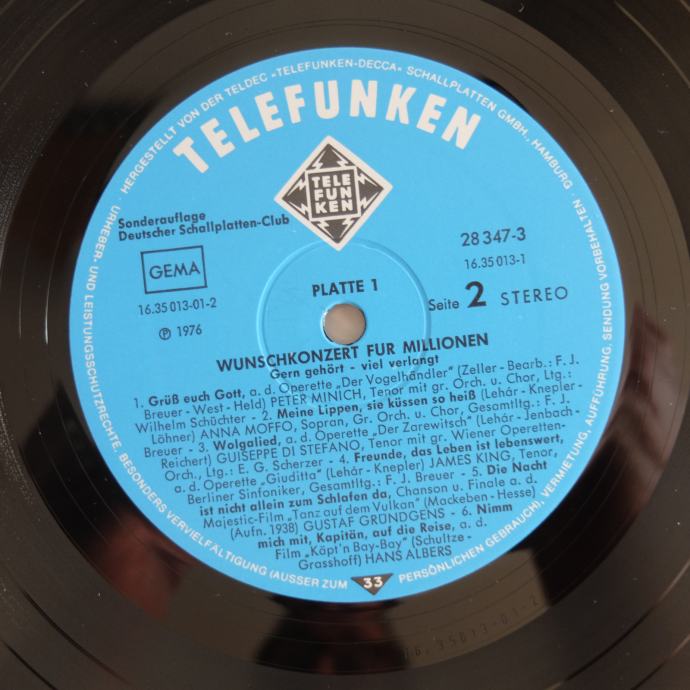 HERGESTELLT VON DER TELDEC »TELEFUNKEN-DECCA« SCHALLPLATTEN GMBH., HAMBURG
URHEBER- UND LEISTUNGSSCHUTZRECHTE, BESONDERS VERVIELFÄLTIGUNG (AUSSER ZUM PERSÖNLICHEN GEBRAUCH), VERMIETUNG, AUFFÜHRUNG, SENDUNG VORBEHALTEN.
TELEFUNKEN
TELE
FUN
KEN
Sonderauflage
Deutscher Schallplatten-Club
GEMA
16.35 013-01-2
℗ 1976
PLATTE 1
28 347-3
16.35 013-1
Seite 2 STEREO
WUNSCHKONZERT FUR MILLIONEN
Gern gehört - viel verlangt
1. Grüß euch Gott, a. d. Operette „Der Vogelhändler" (Zeller - Bearb.: F. J.
Breuer - West - Held) PETER MINICH, Tenor mit gr. Orch. u. Chor, Ltg.:
Wilhelm Schüchter - 2. Meine Lippen, sie küssen so heiß (Lehár - Knepler-
Löhner) ANNA MOFFO, Sopran, Gr. Orch. u. Chor, Gesamtltg.: F. J.
Breuer - 3. Wolgalied, a. d. Operette „Der Zarewitsch" (Lehár - Jenbach-
Reichert) GUISEPPE DI STEFANO, Tenor mit gr. Wiener Operetten-
Orch., Ltg.: E. G. Scherzer - 4. Freunde, das Leben ist lebenswert,
a. d. Operette „Giuditta" (Lehár - Knepler) JAMES KING, Tenor,
Berliner Sinfoniker, Gesamtltg.: F. J. Breuer - 5. Die Nacht
ist nicht allein zum Schlafen da, Chanson u. Finale a. d.
Majestic-Film „Tanz auf dem Vulkan" (Mackeben - Hesse)
(Aufn. 1938) GUSTAF GRÜNDGENS - 6. Nimm
mich mit, Kapitän, auf die Reise, a. d.
Film „Käpt'n Bay-Bay" (Schultze -
Grasshoff) HANS ALBERS
33
16.35013-01-2